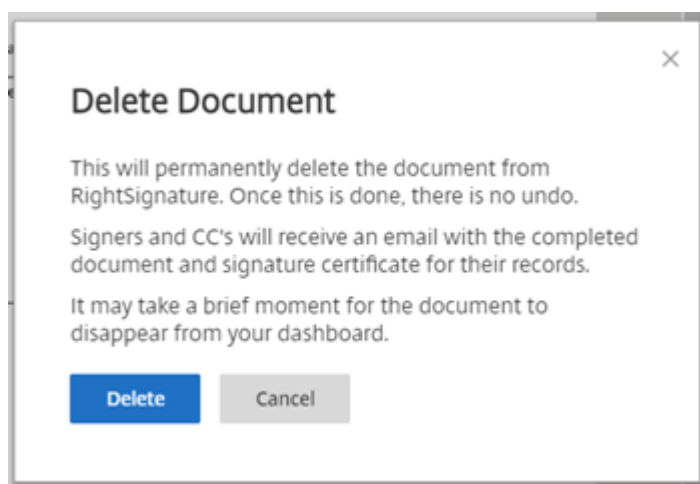 Delete Document
This will permanently delete the document from
RightSignature. Once this is done, there is no undo.
Signers and CC's will receive an email with the completed
document and signature certificate for their records.
It may take a brief moment for the document to
disappear from your dashboard.
Delete
Cancel